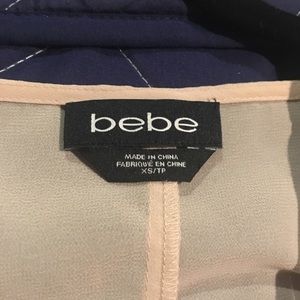 bebe
MADE IN CHINA
FABRIQUÉ EN CHINE
XS/TP